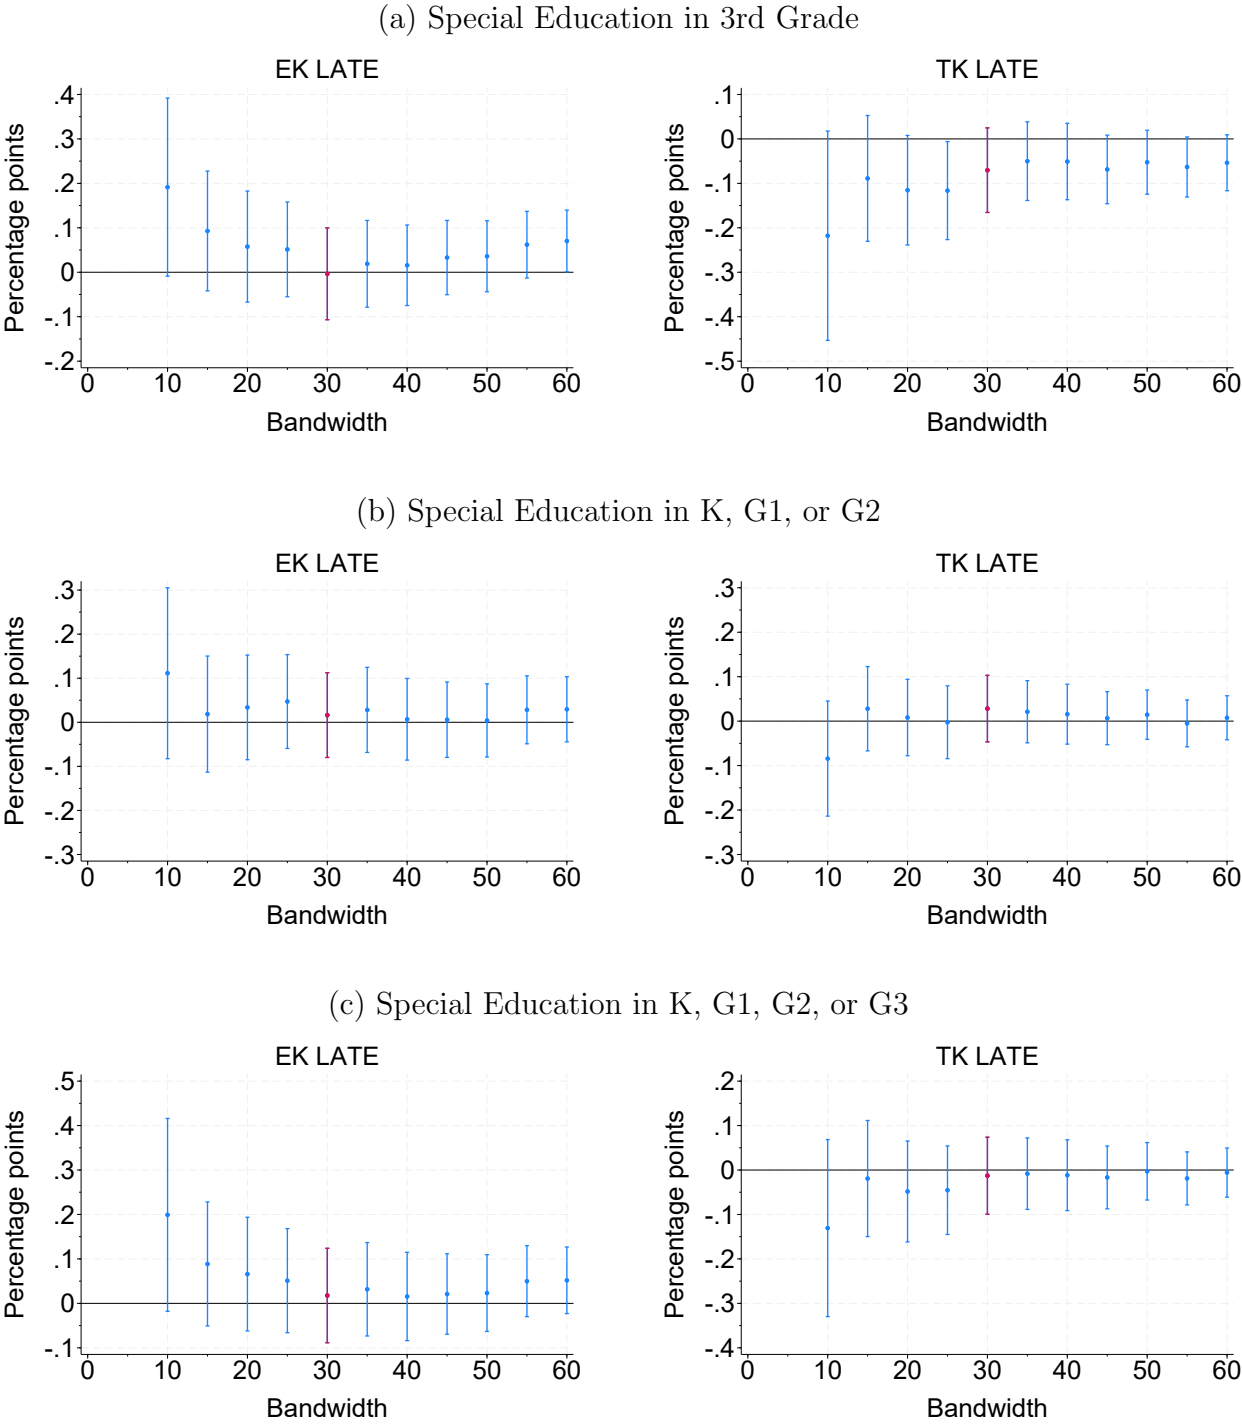 (a) Special Education in 3rd Grade
EK LATE
Percentage points
.4
.3
.2
.1
0
-.1
-.2
0 10 20 30 40 50 60
Bandwidth
TK LATE
Percentage points
.1
0
-.1
-.2
-.3
-.4
-.5
0 10 20 30 40 50 60
Bandwidth
(b) Special Education in K, G1, or G2
EK LATE
Percentage points
.3
.2
.1
0
-.1
-.2
-.3
0 10 20 30 40 50 60
Bandwidth
TK LATE
Percentage points
.3
.2
.1
0
-.1
-.2
-.3
0 10 20 30 40 50 60
Bandwidth
(c) Special Education in K, G1, G2, or G3
EK LATE
Percentage points
.5
.4
.3
.2
.1
0
-.1
0 10 20 30 40 50 60
Bandwidth
TK LATE
Percentage points
.2
.1
0
-.1
-.2
-.3
-.4
0 10 20 30 40 50 60
Bandwidth